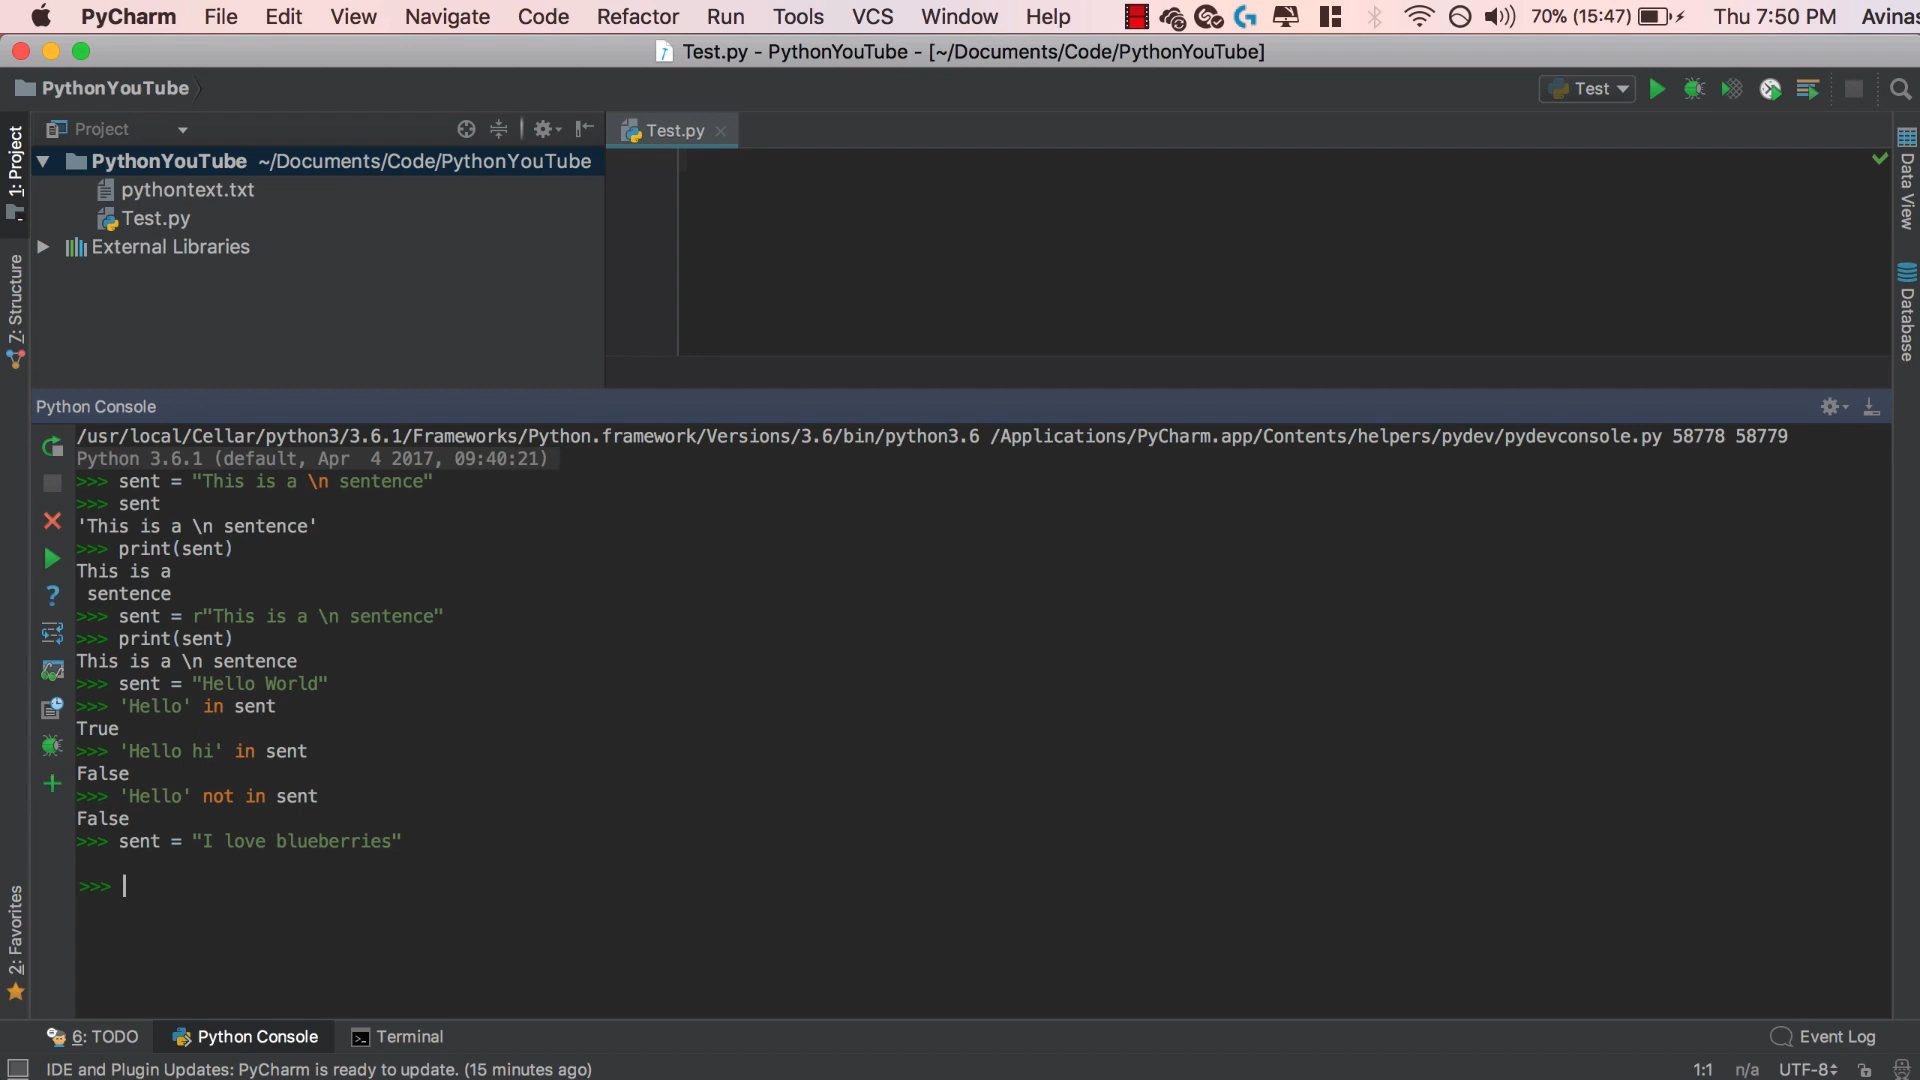 PyCharm File Edit View Navigate Code Refactor Run Tools VCS Window Help 70% (15:47) Thu 7:50 PM Avinas
Test.py - PythonYouTube - [~/Documents/Code/PythonYouTube]
PythonYouTube
Test
Project
Test.py
1: Project
PythonYouTube ~/Documents/Code/PythonYouTube
pythontext.txt
Test.py
External Libraries
Z: Structure
Data View
Database
Python Console
/usr/local/Cellar/python3/3.6.1/Frameworks/Python.framework/Versions/3.6/bin/python3.6 /Applications/PyCharm.app/Contents/helpers/pydev/pydevconsole.py 58778 58779
Python 3.6.1 (default, Apr  4 2017, 09:40:21)
>>> sent = "This is a \n sentence"
>>> sent
'This is a \n sentence'
>>> print(sent)
This is a
 sentence
>>> sent = r"This is a \n sentence"
>>> print(sent)
This is a \n sentence
>>> sent = "Hello World"
>>> 'Hello' in sent
True
>>> 'Hello hi' in sent
False
>>> 'Hello' not in sent
False
>>> sent = "I love blueberries"
>>>
2: Favorites
6: TODO Python Console Terminal Event Log
IDE and Plugin Updates: PyCharm is ready to update. (15 minutes ago) 1:1 n/a UTF-8